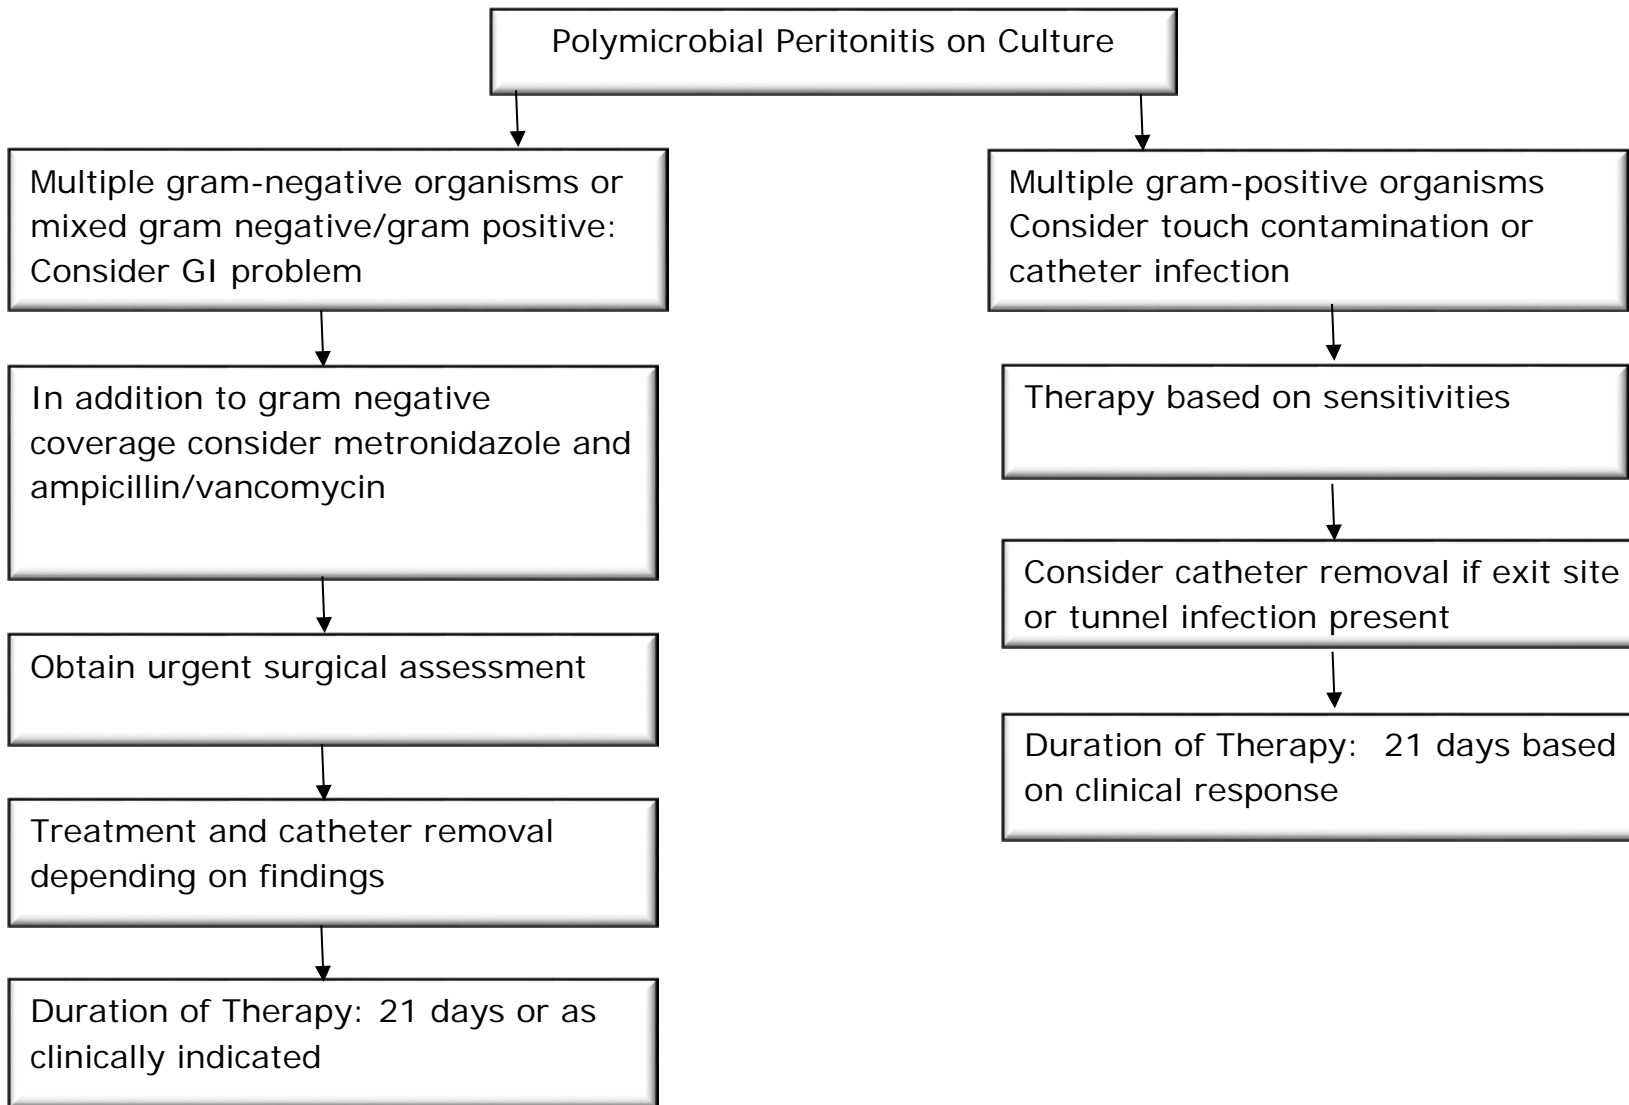 Polymicrobial Peritonitis on Culture
Multiple gram-negative organisms or
mixed gram negative/gram positive:
Consider GI problem
In addition to gram negative
coverage consider metronidazole and
ampicillin/vancomycin
Obtain urgent surgical assessment
Treatment and catheter removal
depending on findings
Duration of Therapy: 21 days or as
clinically indicated
Multiple gram-positive organisms
Consider touch contamination or
catheter infection
Therapy based on sensitivities
Consider catheter removal if exit site
or tunnel infection present
Duration of Therapy:  21 days based
on clinical response